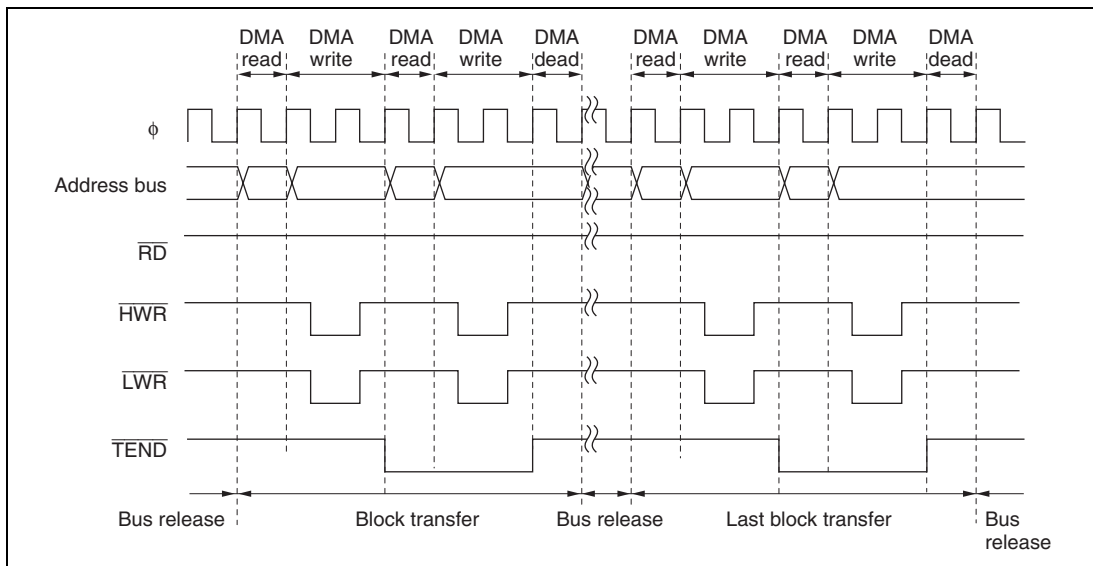 DMA DMA DMA DMA DMA DMA DMA DMA DMA DMA
read write read write dead read write read write dead
ϕ
Address bus
RD
HWR
LWR
TEND
Bus release Block transfer Bus release Last block transfer Bus
release